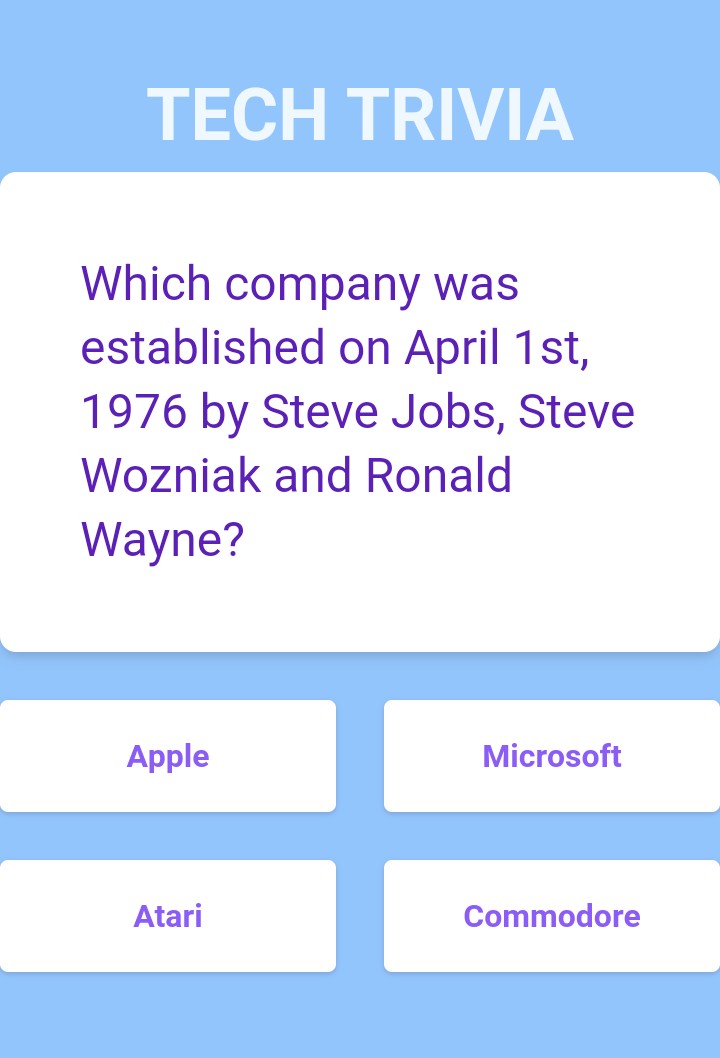 TECH TRIVIA
Which company was
established on April 1st,
1976 by Steve Jobs, Steve
Wozniak and Ronald
Wayne?
Apple
Microsoft
Atari
Commodore